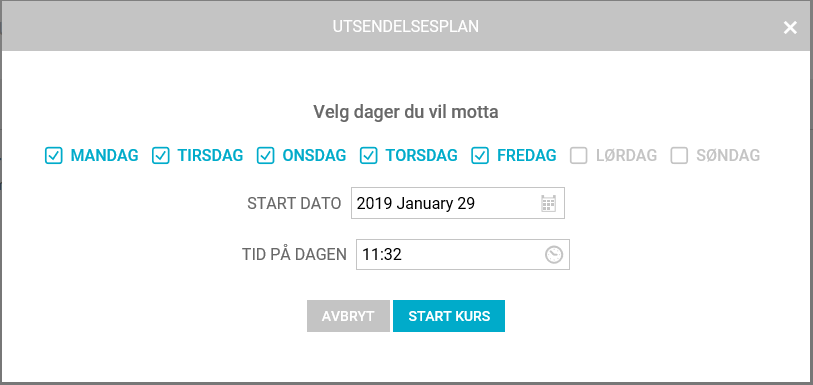 UTSENDELSESPLAN
Velg dager du vil motta
MANDAG TIRSDAG ONSDAG TORSDAG FREDAG LØRDAG SØNDAG
START DATO 2019 January 29
TID PÅ DAGEN 11:32
AVBRYT START KURS